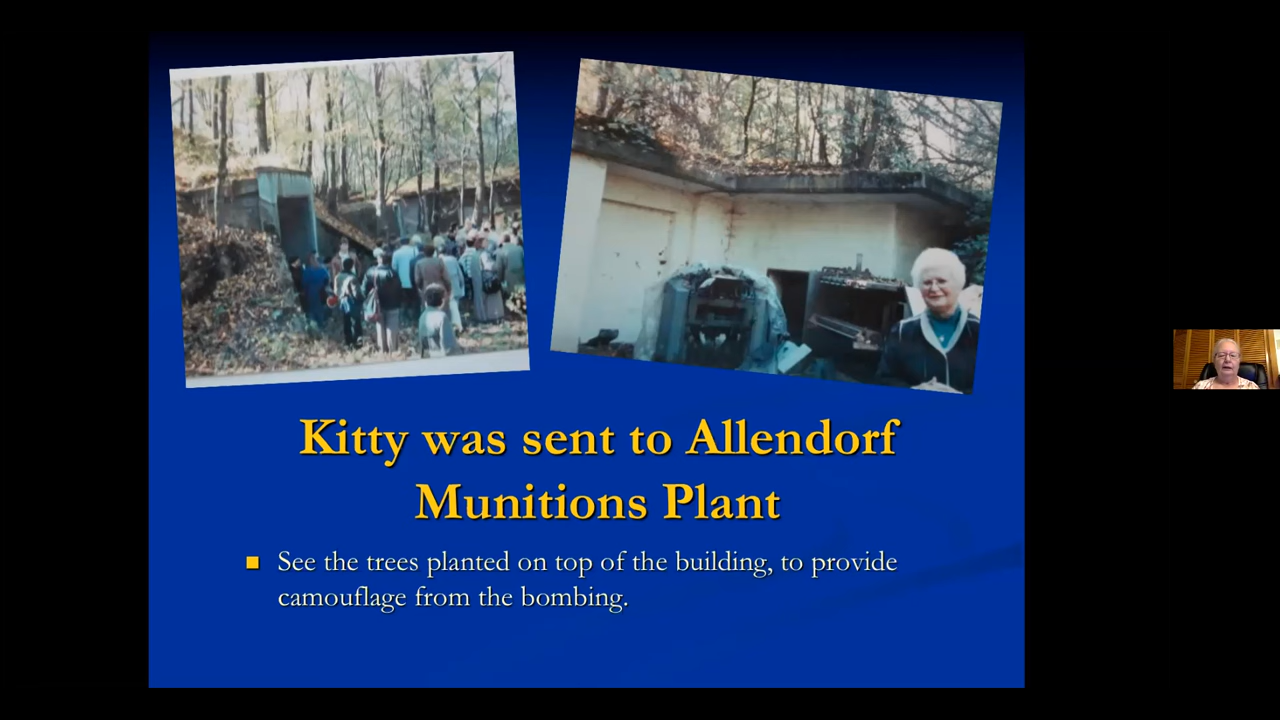 Kitty was sent to Allendorf
Munitions Plant
See the trees planted on top of the building, to provide
camouflage from the bombing.